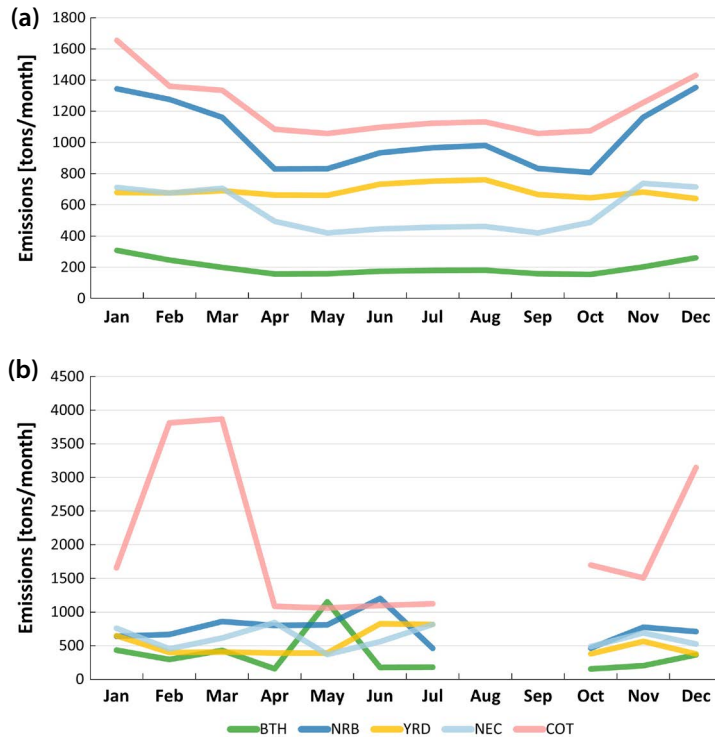 (a)
Emissions [tons/month]
1800
1600
1400
1200
1000
800
600
400
200
0
Jan Feb Mar Apr May Jun Jul Aug Sep Oct Nov Dec
(b)
Emissions [tons/month]
4500
4000
3500
3000
2500
2000
1500
1000
500
0
Jan Feb Mar Apr May Jun Jul Aug Sep Oct Nov Dec
BTH NRB YRD NEC COT